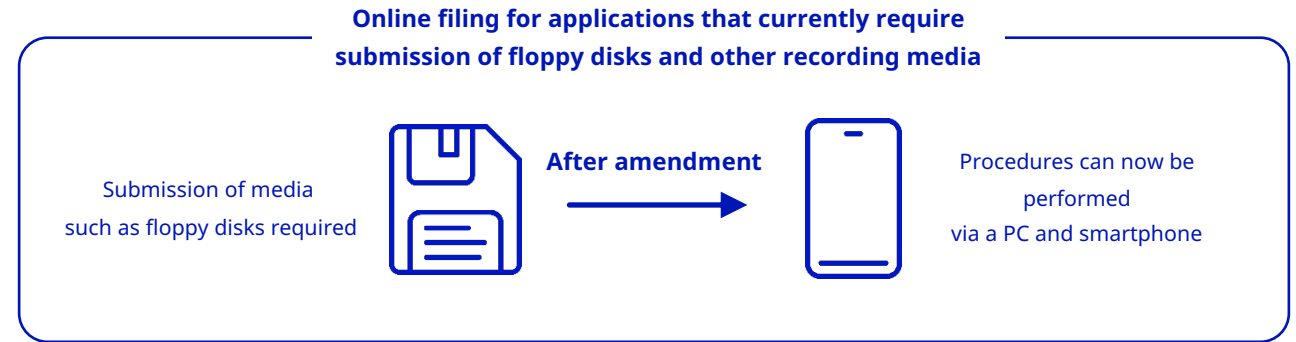 Online filing for applications that currently require
submission of floppy disks and other recording media
Submission of media
such as floppy disks required
After amendment
Procedures can now be
performed
via a PC and smartphone